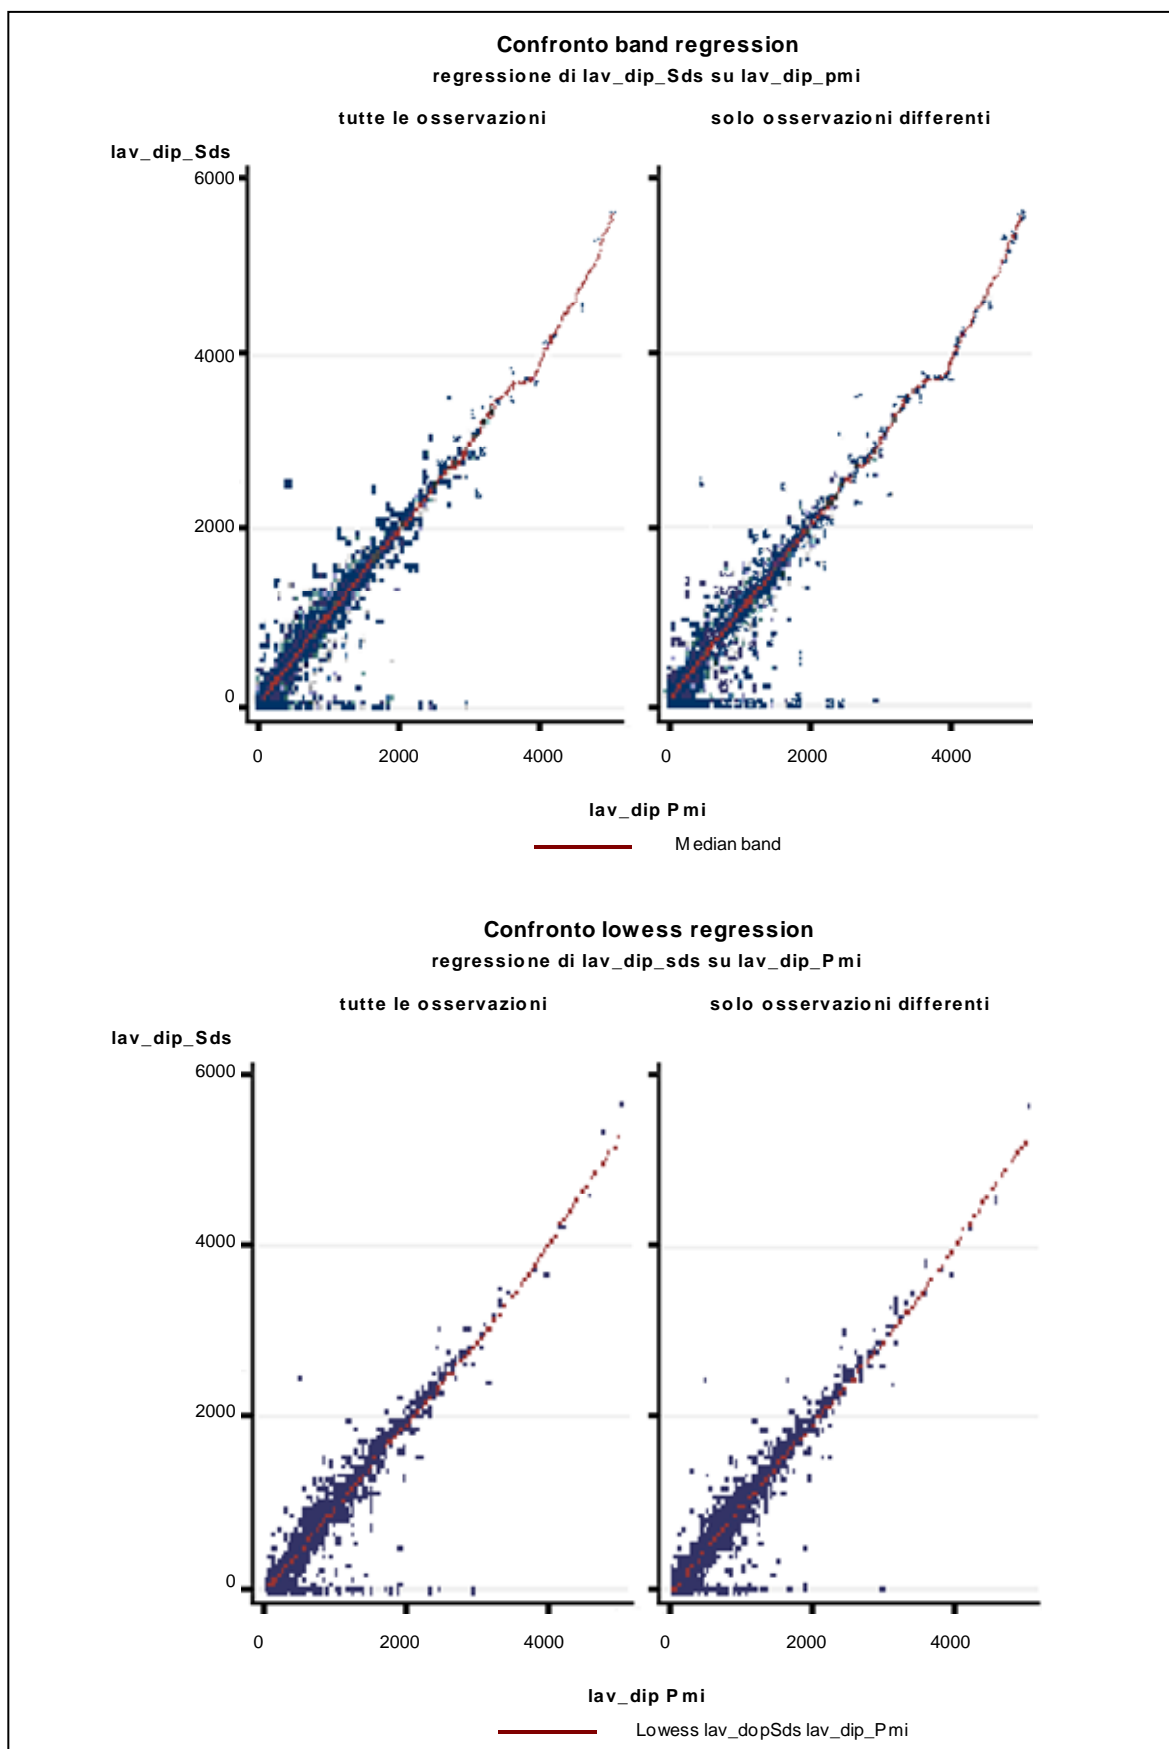 Confronto band regression
regressione di lav_dip_Sds su lav_dip_pmi
tutte le osservazioni solo osservazioni differenti
lav_dip_Sds
6000
4000
2000
0
0 2000 4000 0 2000 4000
lav_dip Pmi
Median band
Confronto lowess regression
regressione di lav_dip_sds su lav_dip_Pmi
tutte le osservazioni solo osservazioni differenti
lav_dip_Sds
6000
4000
2000
0
0 2000 4000 0 2000 4000
lav_dip Pmi
Lowess lav_dopSds lav_dip_Pmi